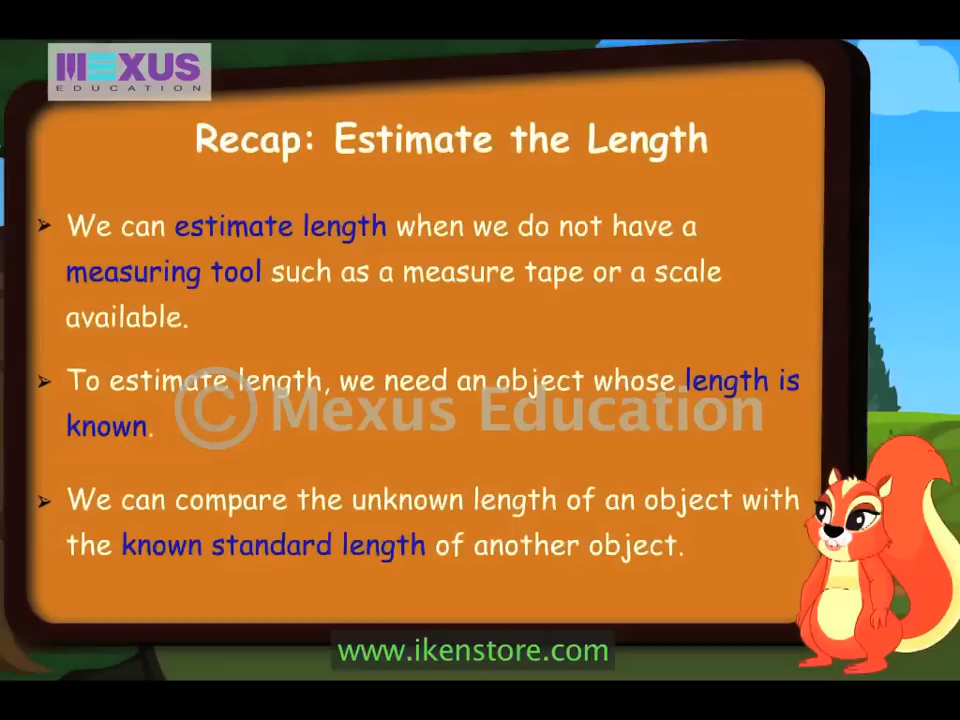 MEXUS
EDUCATION
Recap: Estimate the Length
➢ We can estimate length when we do not have a
measuring tool such as a measure tape or a scale
available.
➢ To estimate length, we need an object whose length is
known.
© Mexus Education
➢ We can compare the unknown length of an object with
the known standard length of another object.
www.ikenstore.com